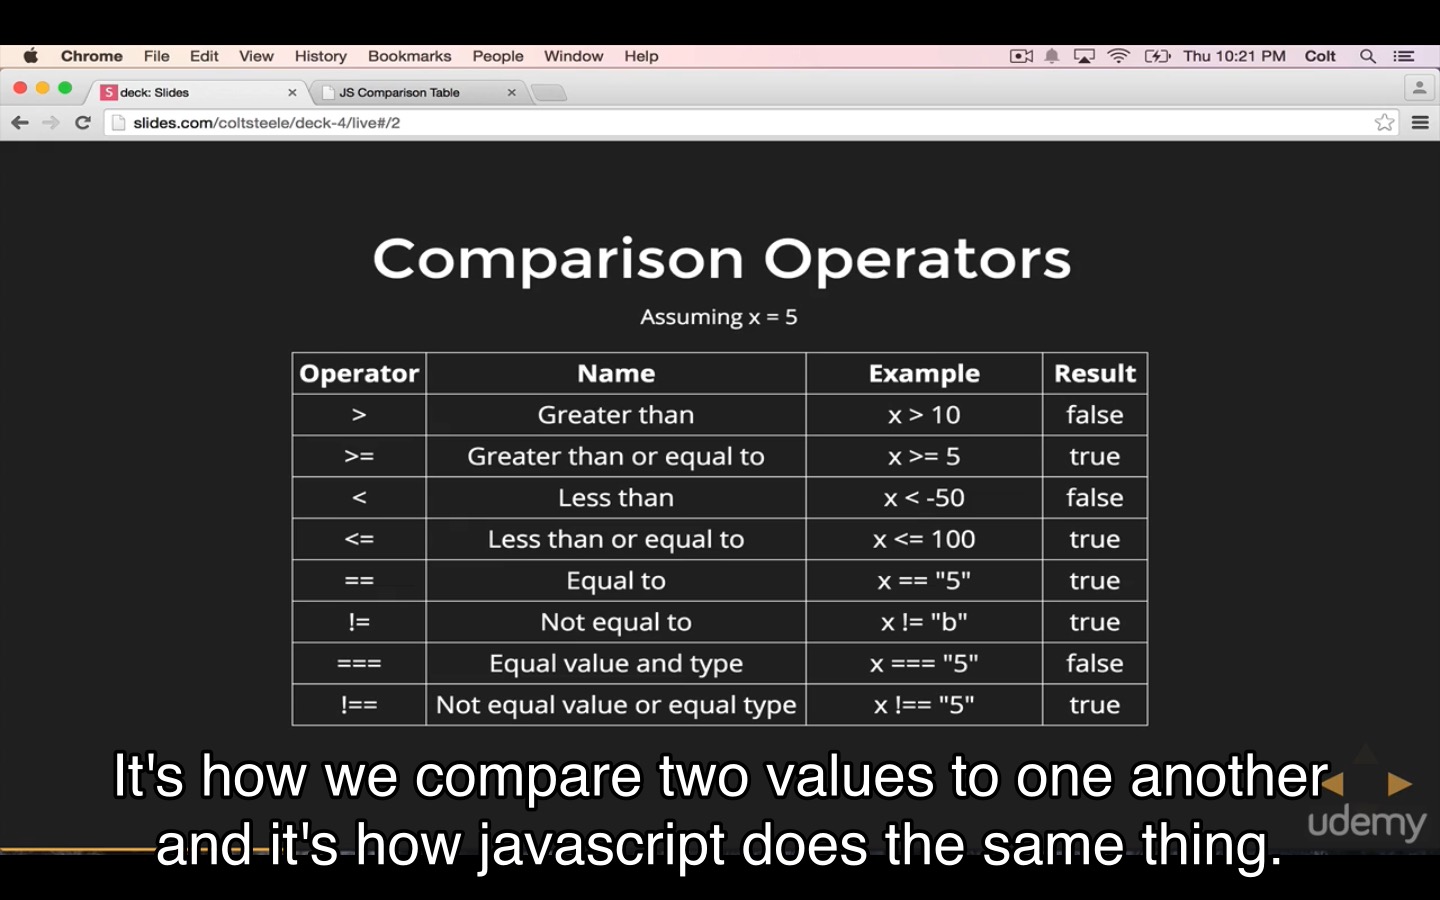 Chrome File Edit View History Bookmarks People Window Help Thu 10:21 PM Colt
S deck: Slides JS Comparison Table
slides.com/coltsteele/deck-4/live#/2
Comparison Operators
Assuming x = 5
Operator Name Example Result
> Greater than x > 10 false
>= Greater than or equal to x >= 5 true
< Less than x < -50 false
<= Less than or equal to x <= 100 true
== Equal to x == "5" true
!= Not equal to x != "b" true
=== Equal value and type x === "5" false
!== Not equal value or equal type x !== "5" true
It's how we compare two values to one another
and it's how javascript does the same thing.
udemy